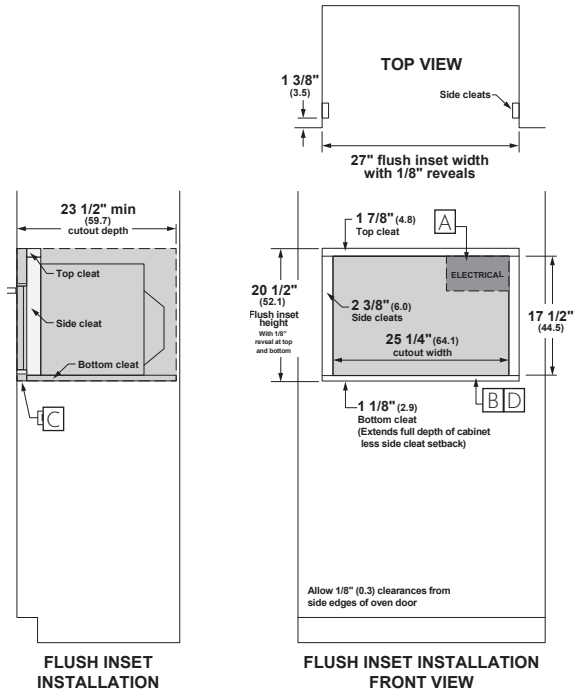 1 3/8"
(3.5)
TOP VIEW
Side cleats
27" flush inset width
with 1/8" reveals
23 1/2" min
(59.7)
cutout depth
Top cleat
Side cleat
Bottom cleat
C
1 7/8" (4.8)
Top cleat
A
ELECTRICAL
20 1/2"
(52.1)
Flush inset
height
With 1/8"
reveal at top
and bottom
2 3/8" (6.0)
Side cleats
25 1/4" (64.1)
cutout width
17 1/2"
(44.5)
1 1/8" (2.9)
Bottom cleat
(Extends full depth of cabinet
less side cleat setback)
B D
Allow 1/8" (0.3) clearances from
side edges of oven door
FLUSH INSET
INSTALLATION
FLUSH INSET INSTALLATION
FRONT VIEW